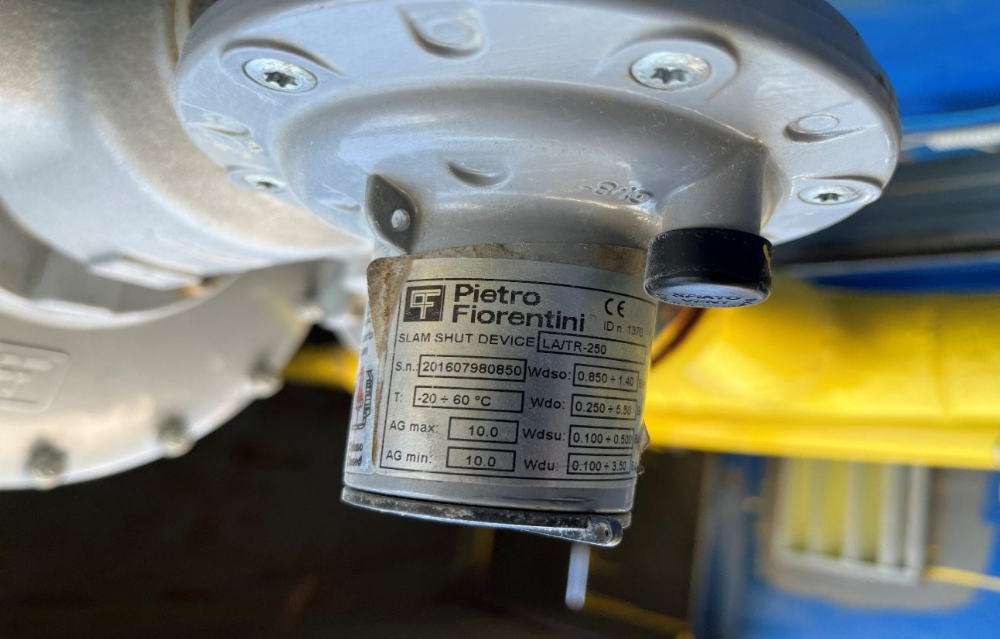 Pietro
Fiorentini
CE
ID n. 1370
SLAM SHUT DEVICE LA/TR-250
S.n.: 201607980850 Wdso: 0.850 ÷ 1.40
T: -20 ÷ 60 °C Wdo: 0.250 ÷ 5.50
AG max: 10.0 Wdsu: 0.100 ÷ 0.500
AG min: 10.0 Wdu: 0.100 ÷ 3.50
SFIATO
VENT